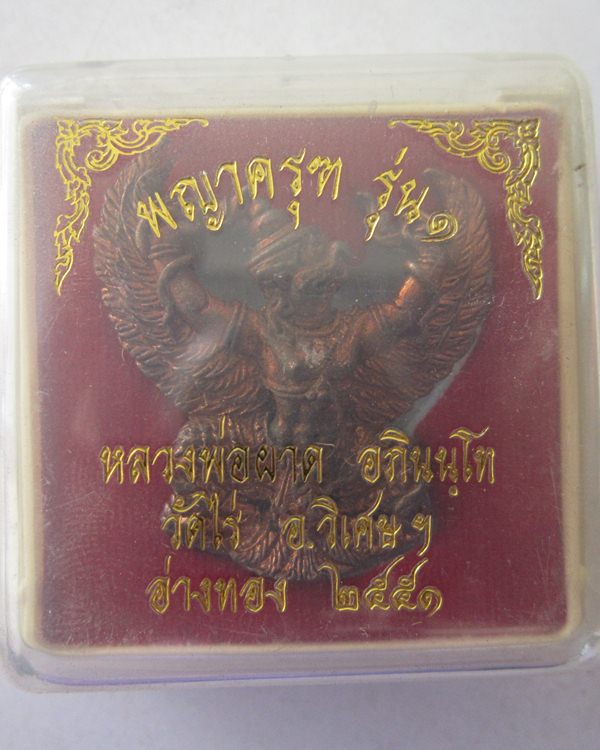 พญาครุฑ รุ่น ๑
หลวงพ่อผาด อภินนฺโท
วัดไร่ อ.วิเศษฯ
อ่างทอง ๒๕๕๑